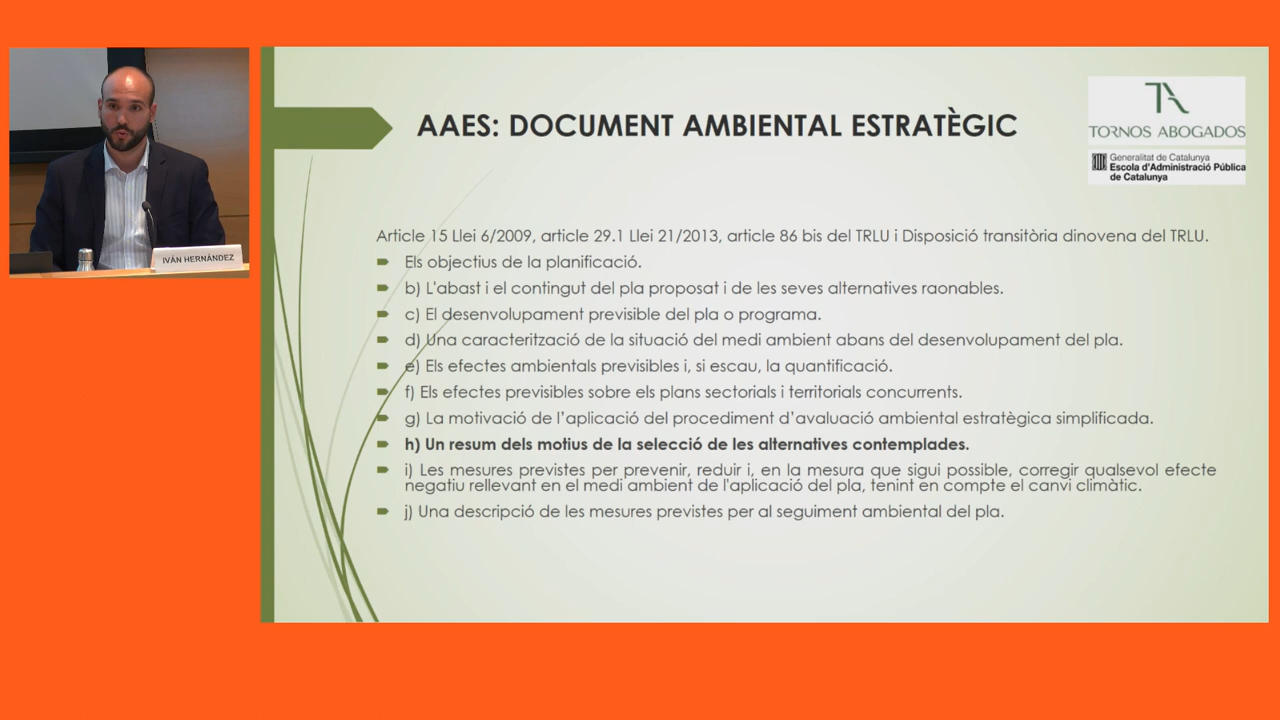 IVÁN HERNÁNDEZ
AAES: DOCUMENT AMBIENTAL ESTRATÈGIC
TA
TORNOS ABOGADOS
Generalitat de Catalunya
Escola d'Administració Pública
de Catalunya
Article 15 Llei 6/2009, article 29.1 Llei 21/2013, article 86 bis del TRLU i Disposició transitòria dinovena del TRLU.
Els objectius de la planificació.
b) L'abast i el contingut del pla proposat i de les seves alternatives raonables.
c) El desenvolupament previsible del pla o programa.
d) Una caracterització de la situació del medi ambient abans del desenvolupament del pla.
e) Els efectes ambientals previsibles i, si escau, la quantificació.
f) Els efectes previsibles sobre els plans sectorials i territorials concurrents.
g) La motivació de l’aplicació del procediment d’avaluació ambiental estratègica simplificada.
h) Un resum dels motius de la selecció de les alternatives contemplades.
i) Les mesures previstes per prevenir, reduir i, en la mesura que sigui possible, corregir qualsevol efecte
negatiu rellevant en el medi ambient de l'aplicació del pla, tenint en compte el canvi climàtic.
j) Una descripció de les mesures previstes per al seguiment ambiental del pla.